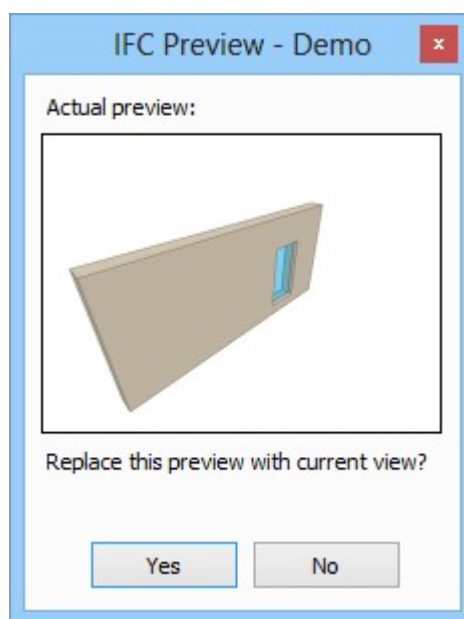 IFC Preview - Demo
x
Actual preview:
Replace this preview with current view?
Yes
No